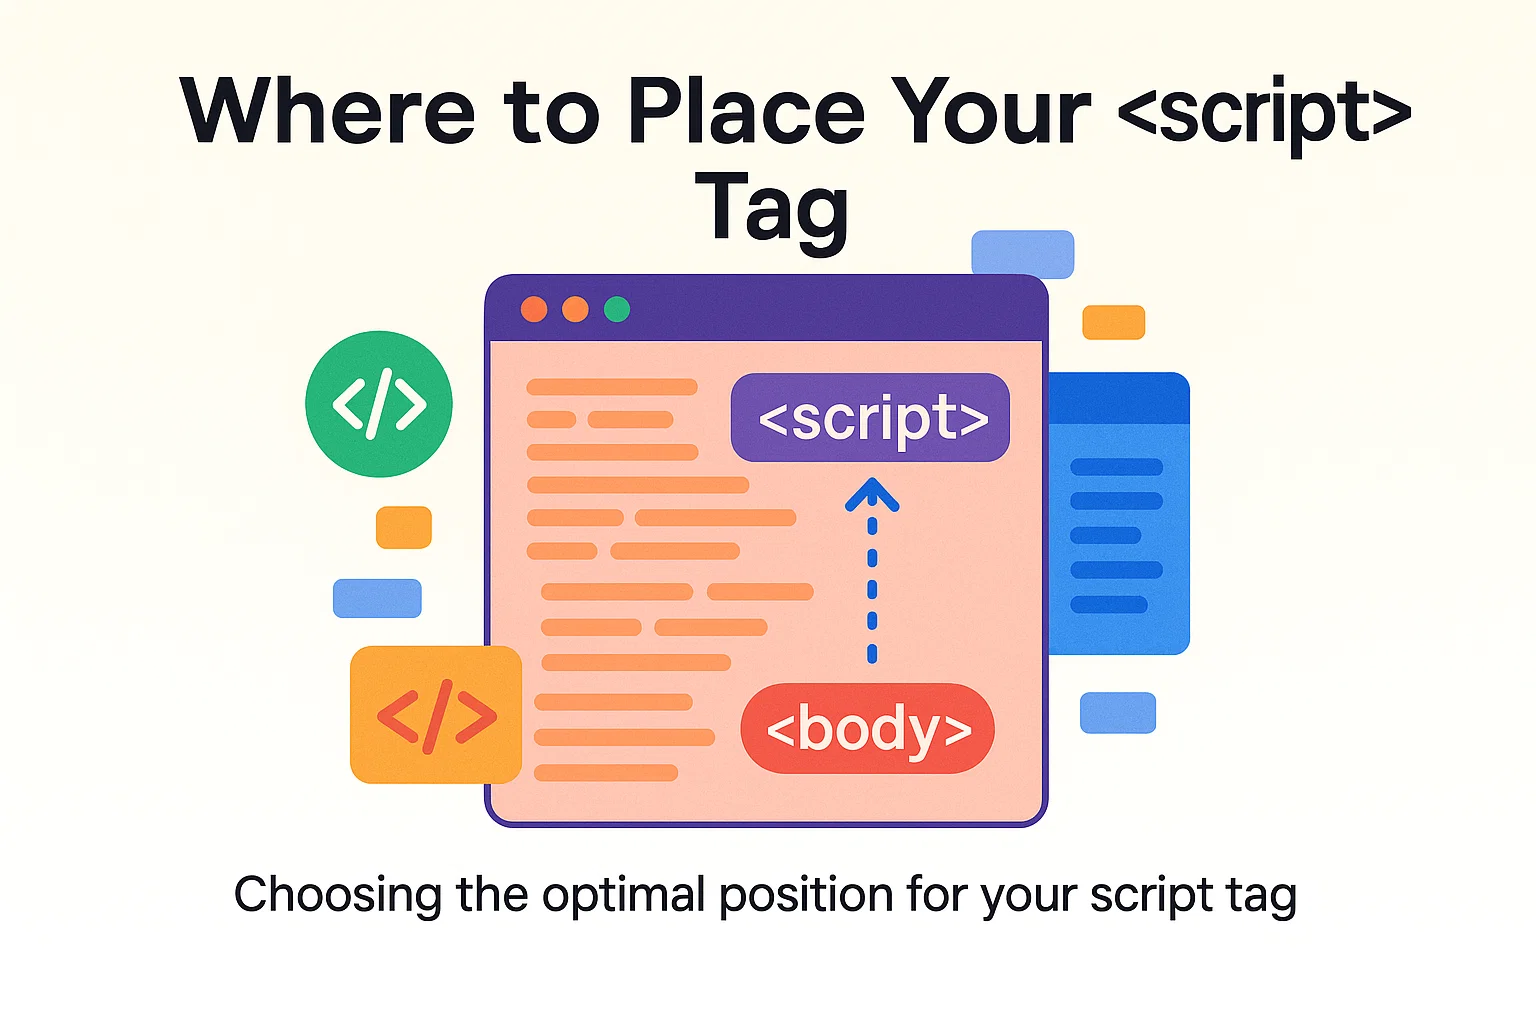 Where to Place Your <script>
Tag
</>
<script>
</>
<body>
Choosing the optimal position for your script tag